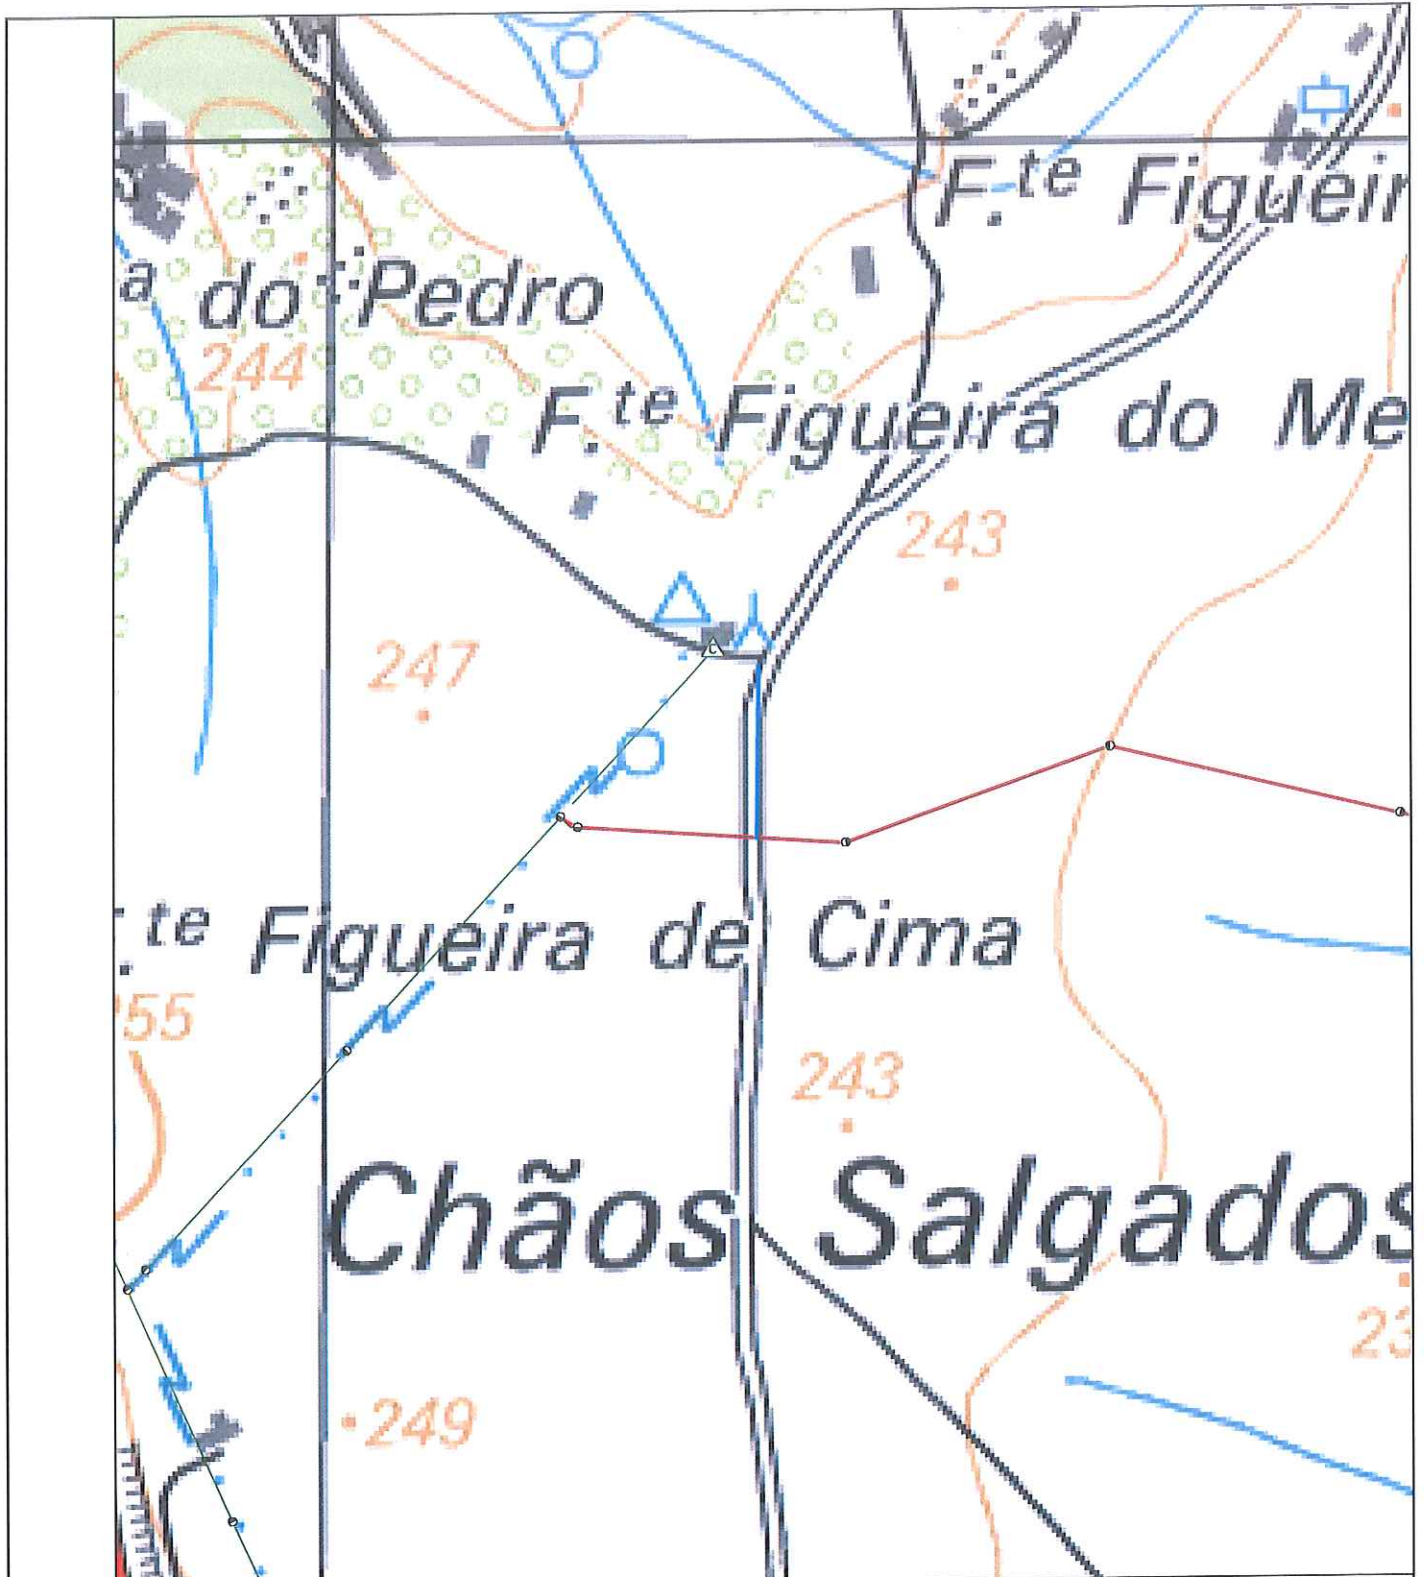 F.te Figueir
a do Pedro
244
F.te Figueira do Me
243
247
C
.te Figueira de Cima
55
243
Chãos Salgados
23
249